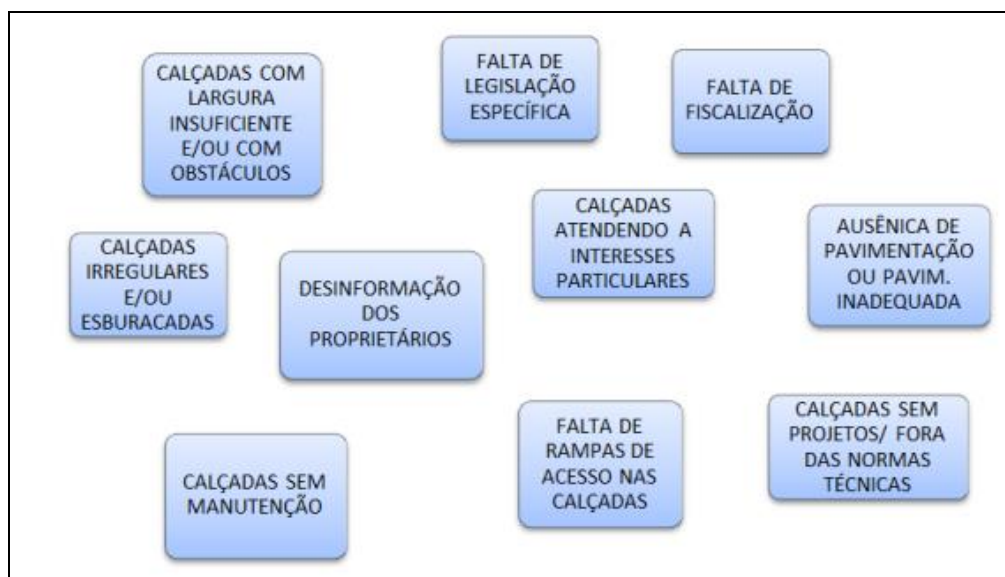 CALÇADAS COM
LARGURA
INSUFICIENTE
E/OU COM
OBSTÁCULOS
FALTA DE
LEGISLAÇÃO
ESPECÍFICA
FALTA DE
FISCALIZAÇÃO
CALÇADAS
IRREGULARES
E/OU
ESBURACADAS
DESINFORMAÇÃO
DOS
PROPRIETÁRIOS
CALÇADAS
ATENDENDO A
INTERESSES
PARTICULARES
AUSÊNICA DE
PAVIMENTAÇÃO
OU PAVIM.
INADEQUADA
CALÇADAS SEM
MANUTENÇÃO
FALTA DE
RAMPAS DE
ACESSO NAS
CALÇADAS
CALÇADAS SEM
PROJETOS/ FORA
DAS NORMAS
TÉCNICAS